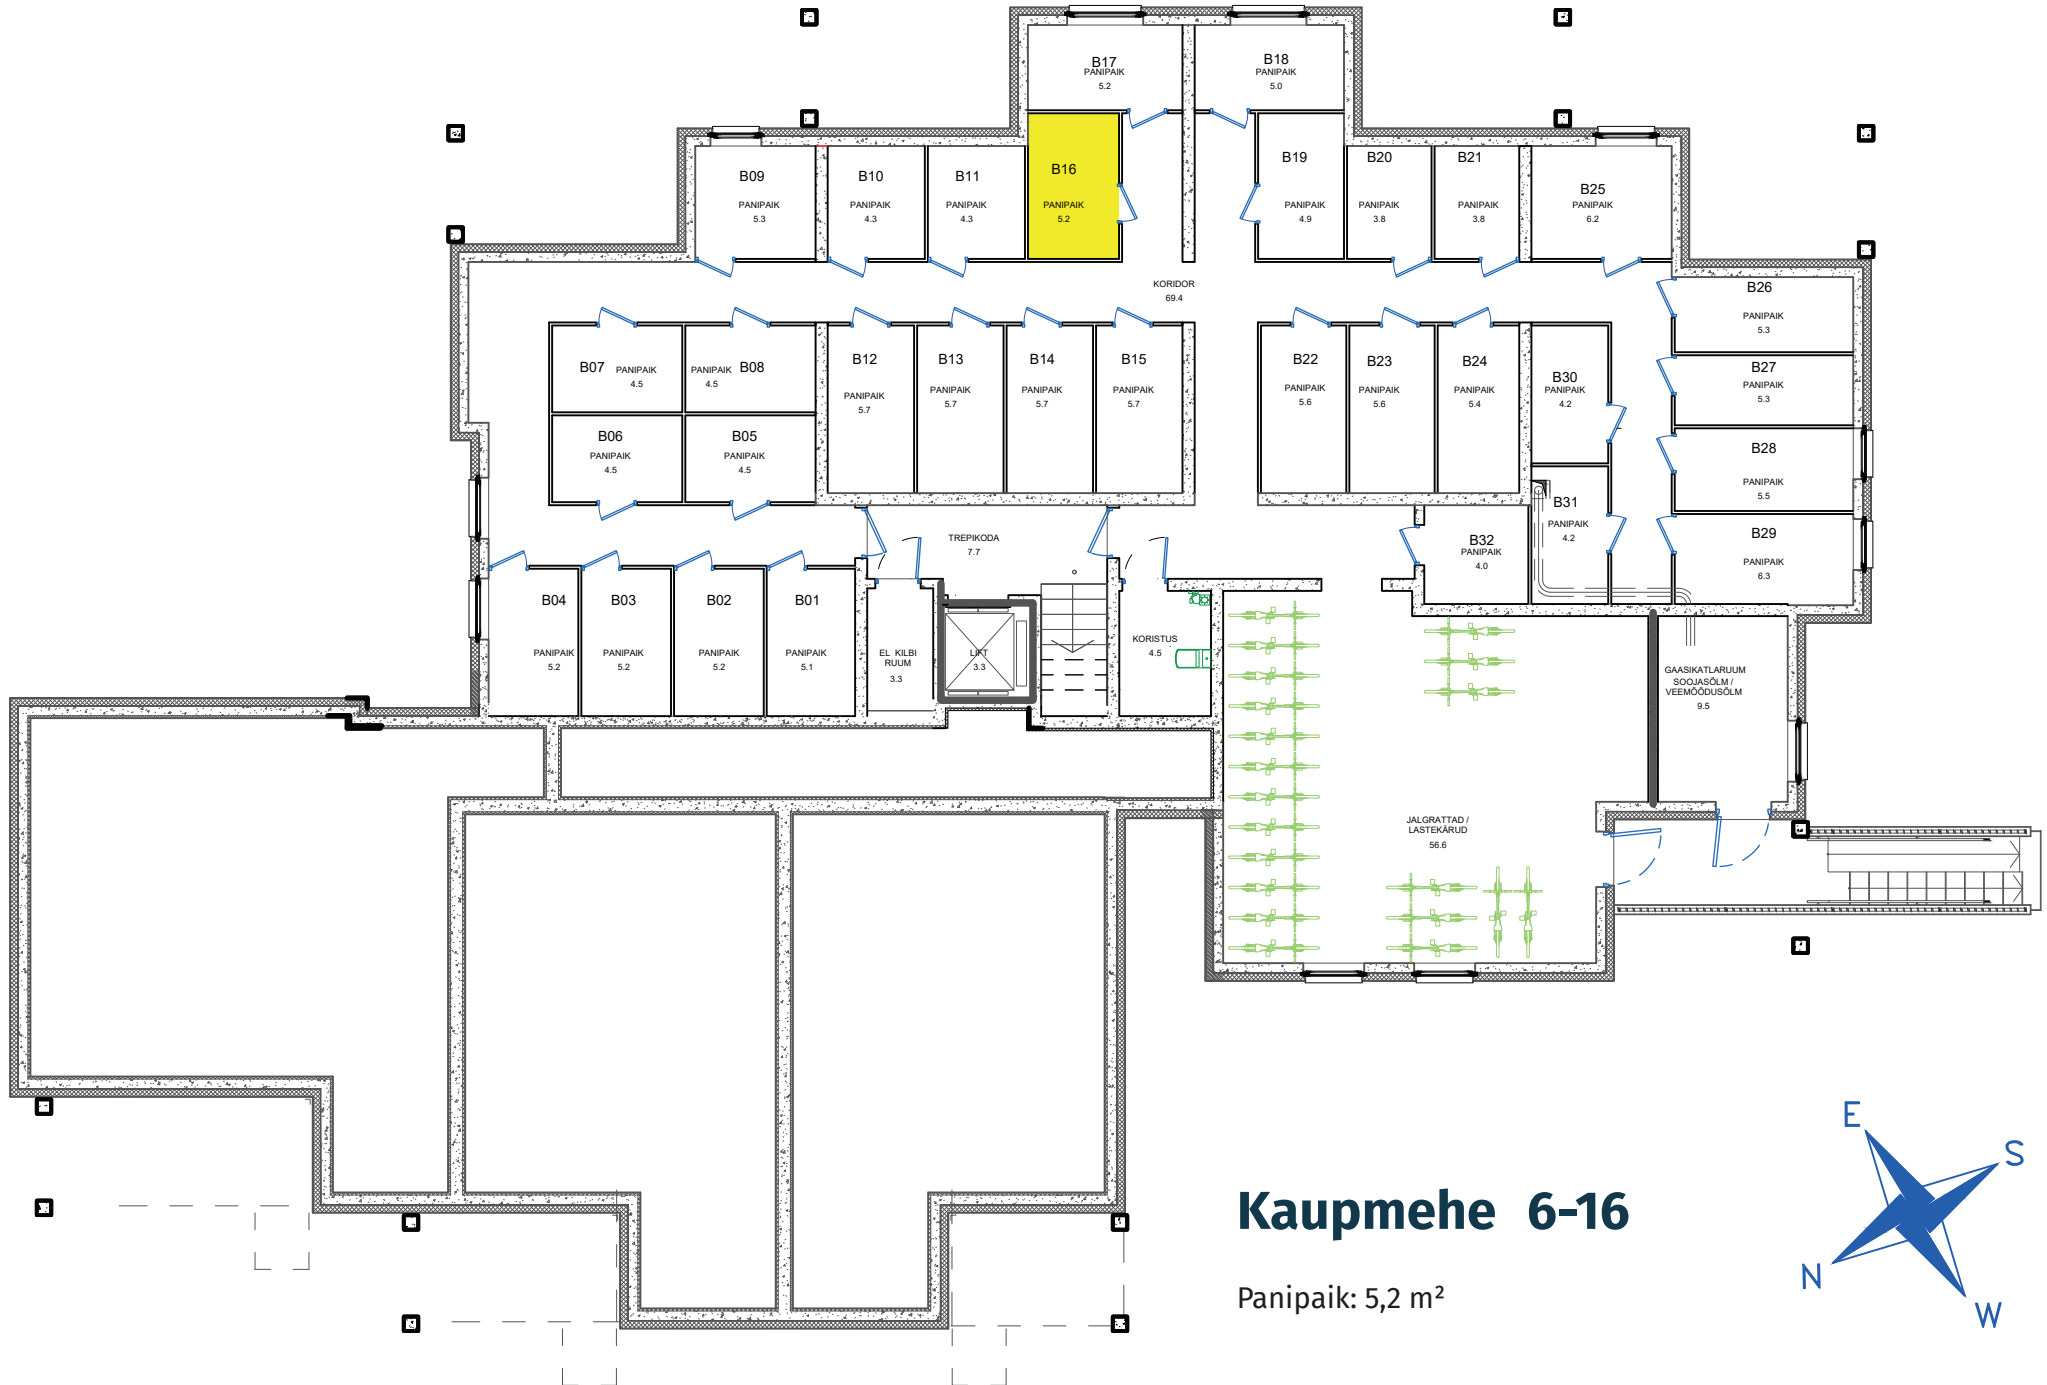 B17
PANIPAIK
5.2
B18
PANIPAIK
5.0
B09
PANIPAIK
5.3
B10
PANIPAIK
4.3
B11
PANIPAIK
4.3
B16
PANIPAIK
5.2
B19
PANIPAIK
4.9
B20
PANIPAIK
3.8
B21
PANIPAIK
3.8
B25
PANIPAIK
6.2
KORIDOR
69.4
B26
PANIPAIK
5.3
B07
PANIPAIK
4.5
B08
PANIPAIK
4.5
B12
PANIPAIK
5.7
B13
PANIPAIK
5.7
B14
PANIPAIK
5.7
B15
PANIPAIK
5.7
B22
PANIPAIK
5.6
B23
PANIPAIK
5.6
B24
PANIPAIK
5.4
B30
PANIPAIK
4.2
B27
PANIPAIK
5.3
B06
PANIPAIK
4.5
B05
PANIPAIK
4.5
B28
PANIPAIK
5.5
B31
PANIPAIK
4.2
B32
PANIPAIK
4.0
B29
PANIPAIK
6.3
TREPIKODA
7.7
B04
PANIPAIK
5.2
B03
PANIPAIK
5.2
B02
PANIPAIK
5.2
B01
PANIPAIK
5.1
EL KILBI
RUUM
3.3
LIFT
3.3
KORISTUS
4.5
GAASIKATLARUUM
SOOJASÕLM /
VEEMÕÕDUSÕLM
9.5
JALGRATTAD /
LASTEKÄRUD
56.6
Kaupmehe 6-16
Panipaik: 5,2 m²
E
S
N
W